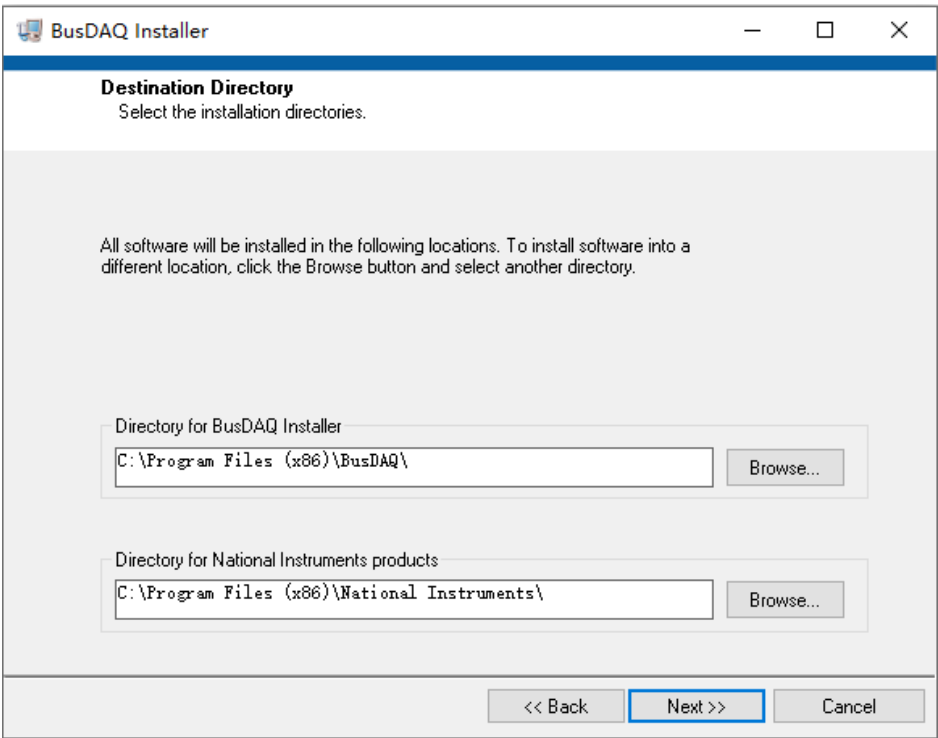 BusDAQ Installer
Destination Directory
Select the installation directories.
All software will be installed in the following locations. To install software into a
different location, click the Browse button and select another directory.
Directory for BusDAQ Installer
C:\Program Files (x86)\BusDAQ\
Browse...
Directory for National Instruments products
C:\Program Files (x86)\National Instruments\
Browse...
<< Back
Next >>
Cancel